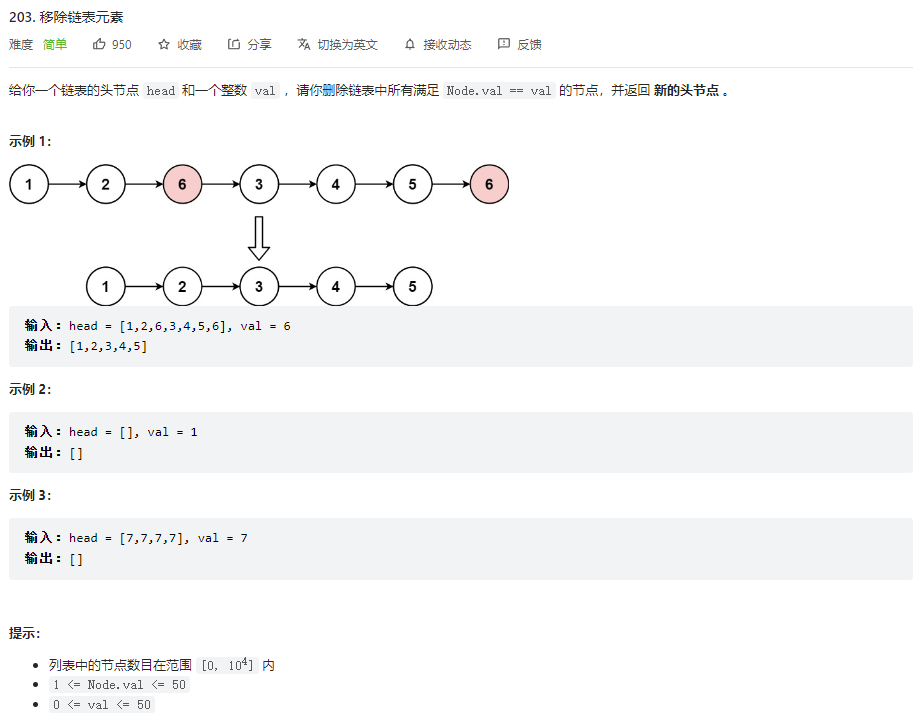 203. 移除链表元素
难度 简单 950 收藏 分享 切换为英文 接收动态 反馈
给你一个链表的头节点 head 和一个整数 val ，请你删除链表中所有满足 Node.val == val 的节点，并返回 新的头节点 。
示例 1：
1 2 6 3 4 5 6
1 2 3 4 5
输入：head = [1,2,6,3,4,5,6], val = 6
输出：[1,2,3,4,5]
示例 2：
输入：head = [], val = 1
输出：[]
示例 3：
输入：head = [7,7,7,7], val = 7
输出：[]
提示：
列表中的节点数目在范围 [0, 10⁴] 内
1 <= Node.val <= 50
0 <= val <= 50